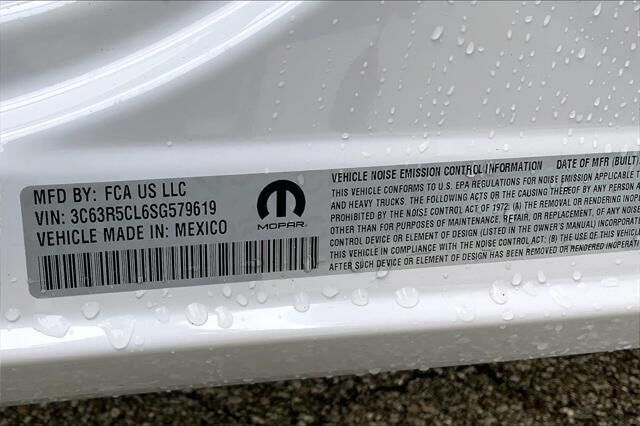 MFD BY: FCA US LLC
VIN: 3C63R5CL6SG579619
VEHICLE MADE IN: MEXICO
MOPAR
VEHICLE NOISE EMISSION CONTROL INFORMATION DATE OF MFR (BUILT)
THIS VEHICLE CONFORMS TO U.S. EPA REGULATIONS FOR NOISE EMISSION APPLICABLE
AND HEAVY TRUCKS. THE FOLLOWING ACTS OR THE CAUSING THEREOF BY ANY PERSON A
PROHIBITED BY THE NOISE CONTROL ACT OF 1972. (A) THE REMOVAL OR RENDERING INOP
OTHER THAN FOR PURPOSES OF MAINTENANCE, REPAIR, OR REPLACEMENT, OF ANY NOISE
CONTROL DEVICE OR ELEMENT OF DESIGN (LISTED IN THE OWNER'S MANUAL) INCORPORAT
THIS VEHICLE IN COMPLIANCE WITH THE NOISE CONTROL ACT; (B) THE USE OF THIS VEHICLE
AFTER SUCH DEVICE OR ELEMENT OF DESIGN HAS BEEN REMOVED OR RENDERED INOPERATIVE